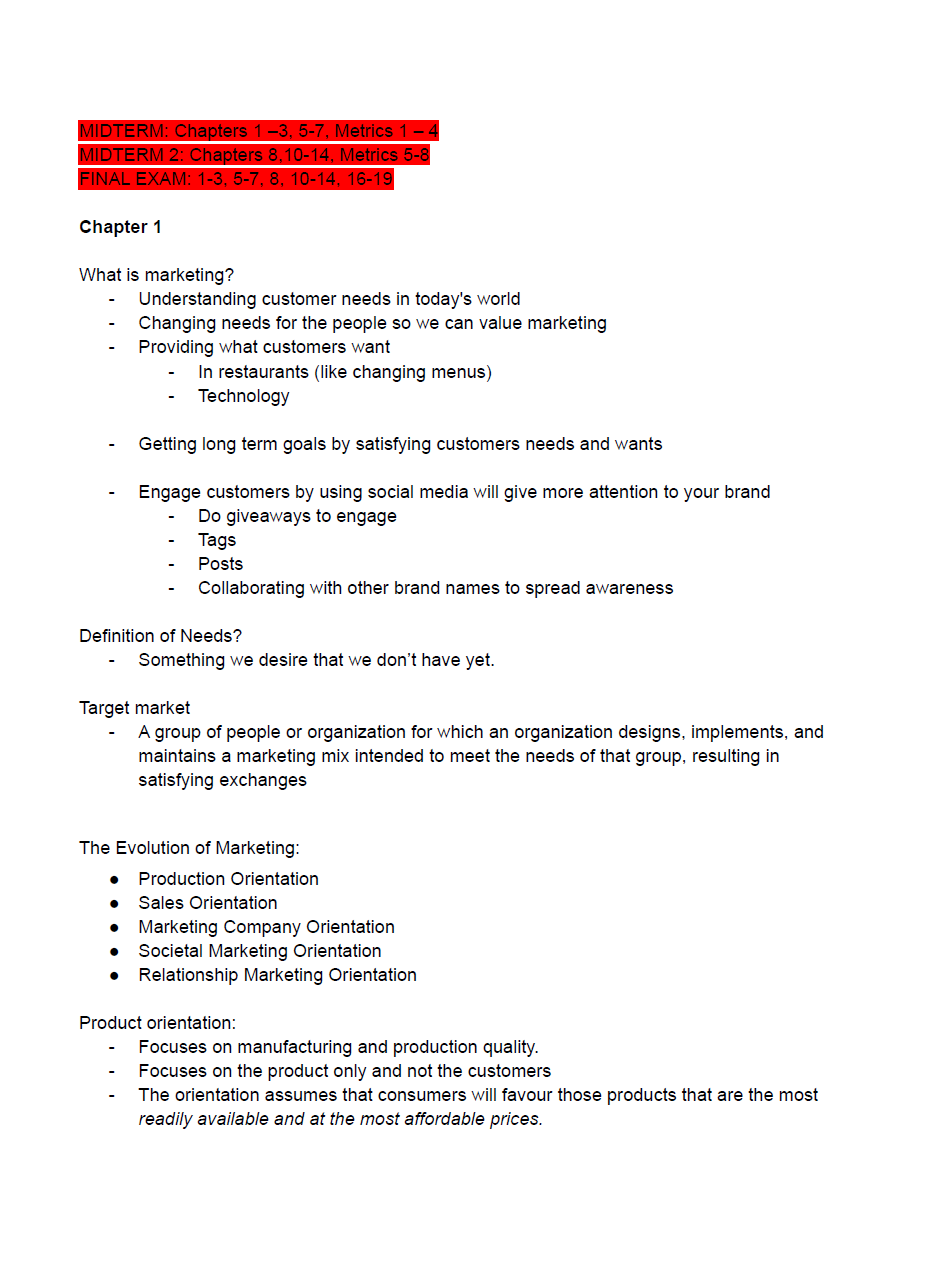 MIDTERM: Chapters 1 –3, 5-7, Metrics 1 – 4
MIDTERM 2: Chapters 8,10-14, Metrics 5-8
FINAL EXAM: 1-3, 5-7, 8, 10-14, 16-19
Chapter 1
What is marketing?
- Understanding customer needs in today's world
- Changing needs for the people so we can value marketing
- Providing what customers want
- In restaurants (like changing menus)
- Technology
- Getting long term goals by satisfying customers needs and wants
- Engage customers by using social media will give more attention to your brand
- Do giveaways to engage
- Tags
- Posts
- Collaborating with other brand names to spread awareness
Definition of Needs?
- Something we desire that we don’t have yet.
Target market
- A group of people or organization for which an organization designs, implements, and
maintains a marketing mix intended to meet the needs of that group, resulting in
satisfying exchanges
The Evolution of Marketing:
● Production Orientation
● Sales Orientation
● Marketing Company Orientation
● Societal Marketing Orientation
● Relationship Marketing Orientation
Product orientation:
- Focuses on manufacturing and production quality.
- Focuses on the product only and not the customers
- The orientation assumes that consumers will favour those products that are the most
readily available and at the most affordable prices.